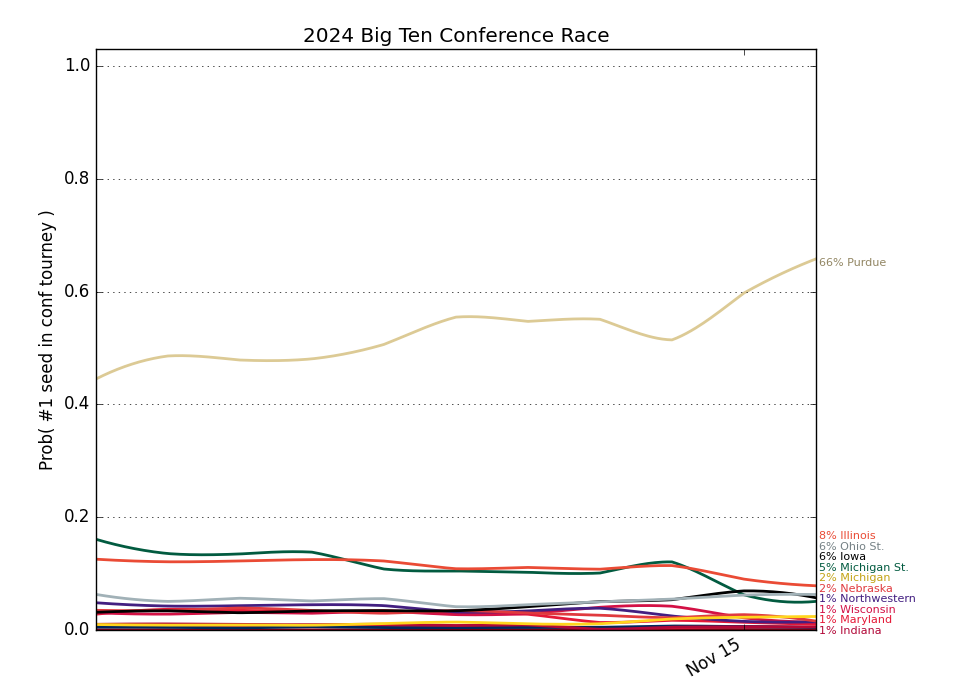 2024 Big Ten Conference Race
Prob( #1 seed in conf tourney )
1.0
0.8
0.6
0.4
0.2
0.0
Nov 15
66% Purdue
8% Illinois
6% Ohio St.
6% Iowa
5% Michigan St.
2% Michigan
2% Nebraska
1% Northwestern
1% Wisconsin
1% Maryland
1% Indiana